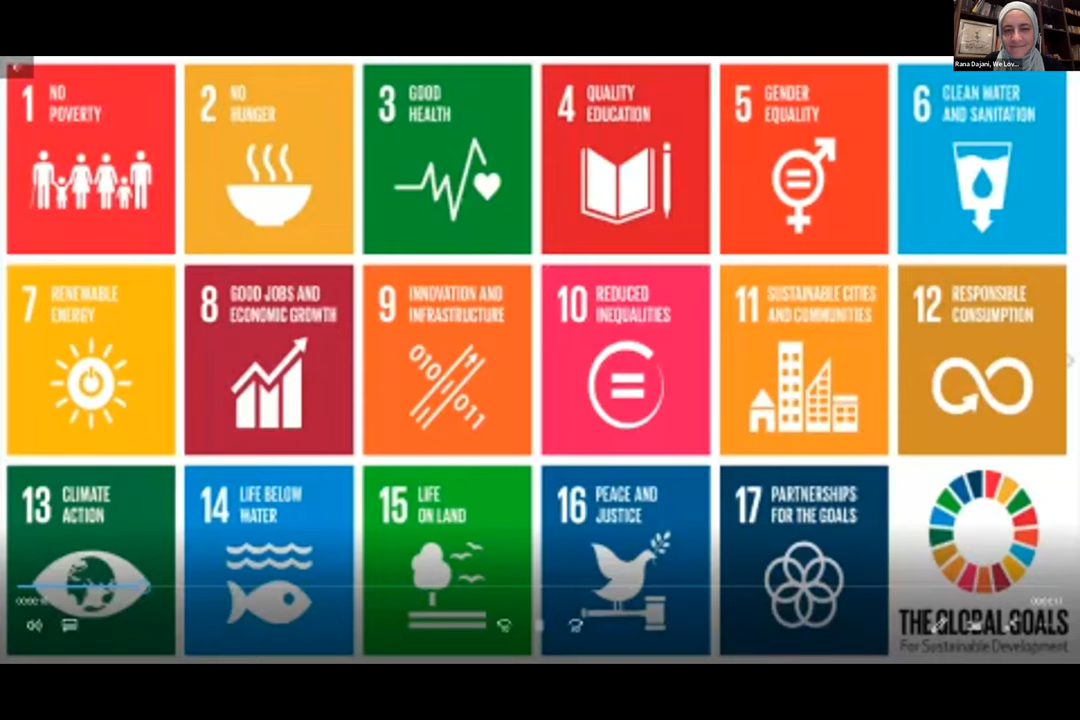 Rana Dajani, We Lov...
1 NO
POVERTY
2 NO
HUNGER
3 GOOD
HEALTH
4 QUALITY
EDUCATION
5 GENDER
EQUALITY
6 CLEAN WATER
AND SANITATION
7 RENEWABLE
ENERGY
8 GOOD JOBS AND
ECONOMIC GROWTH
9 INNOVATION AND
INFRASTRUCTURE
010
011
10 REDUCED
INEQUALITIES
11 SUSTAINABLE CITIES
AND COMMUNITIES
12 RESPONSIBLE
CONSUMPTION
13 CLIMATE
ACTION
14 LIFE BELOW
WATER
15 LIFE
ON LAND
16 PEACE AND
JUSTICE
17 PARTNERSHIPS
FOR THE GOALS
THE GLOBAL GOALS
For Sustainable Development